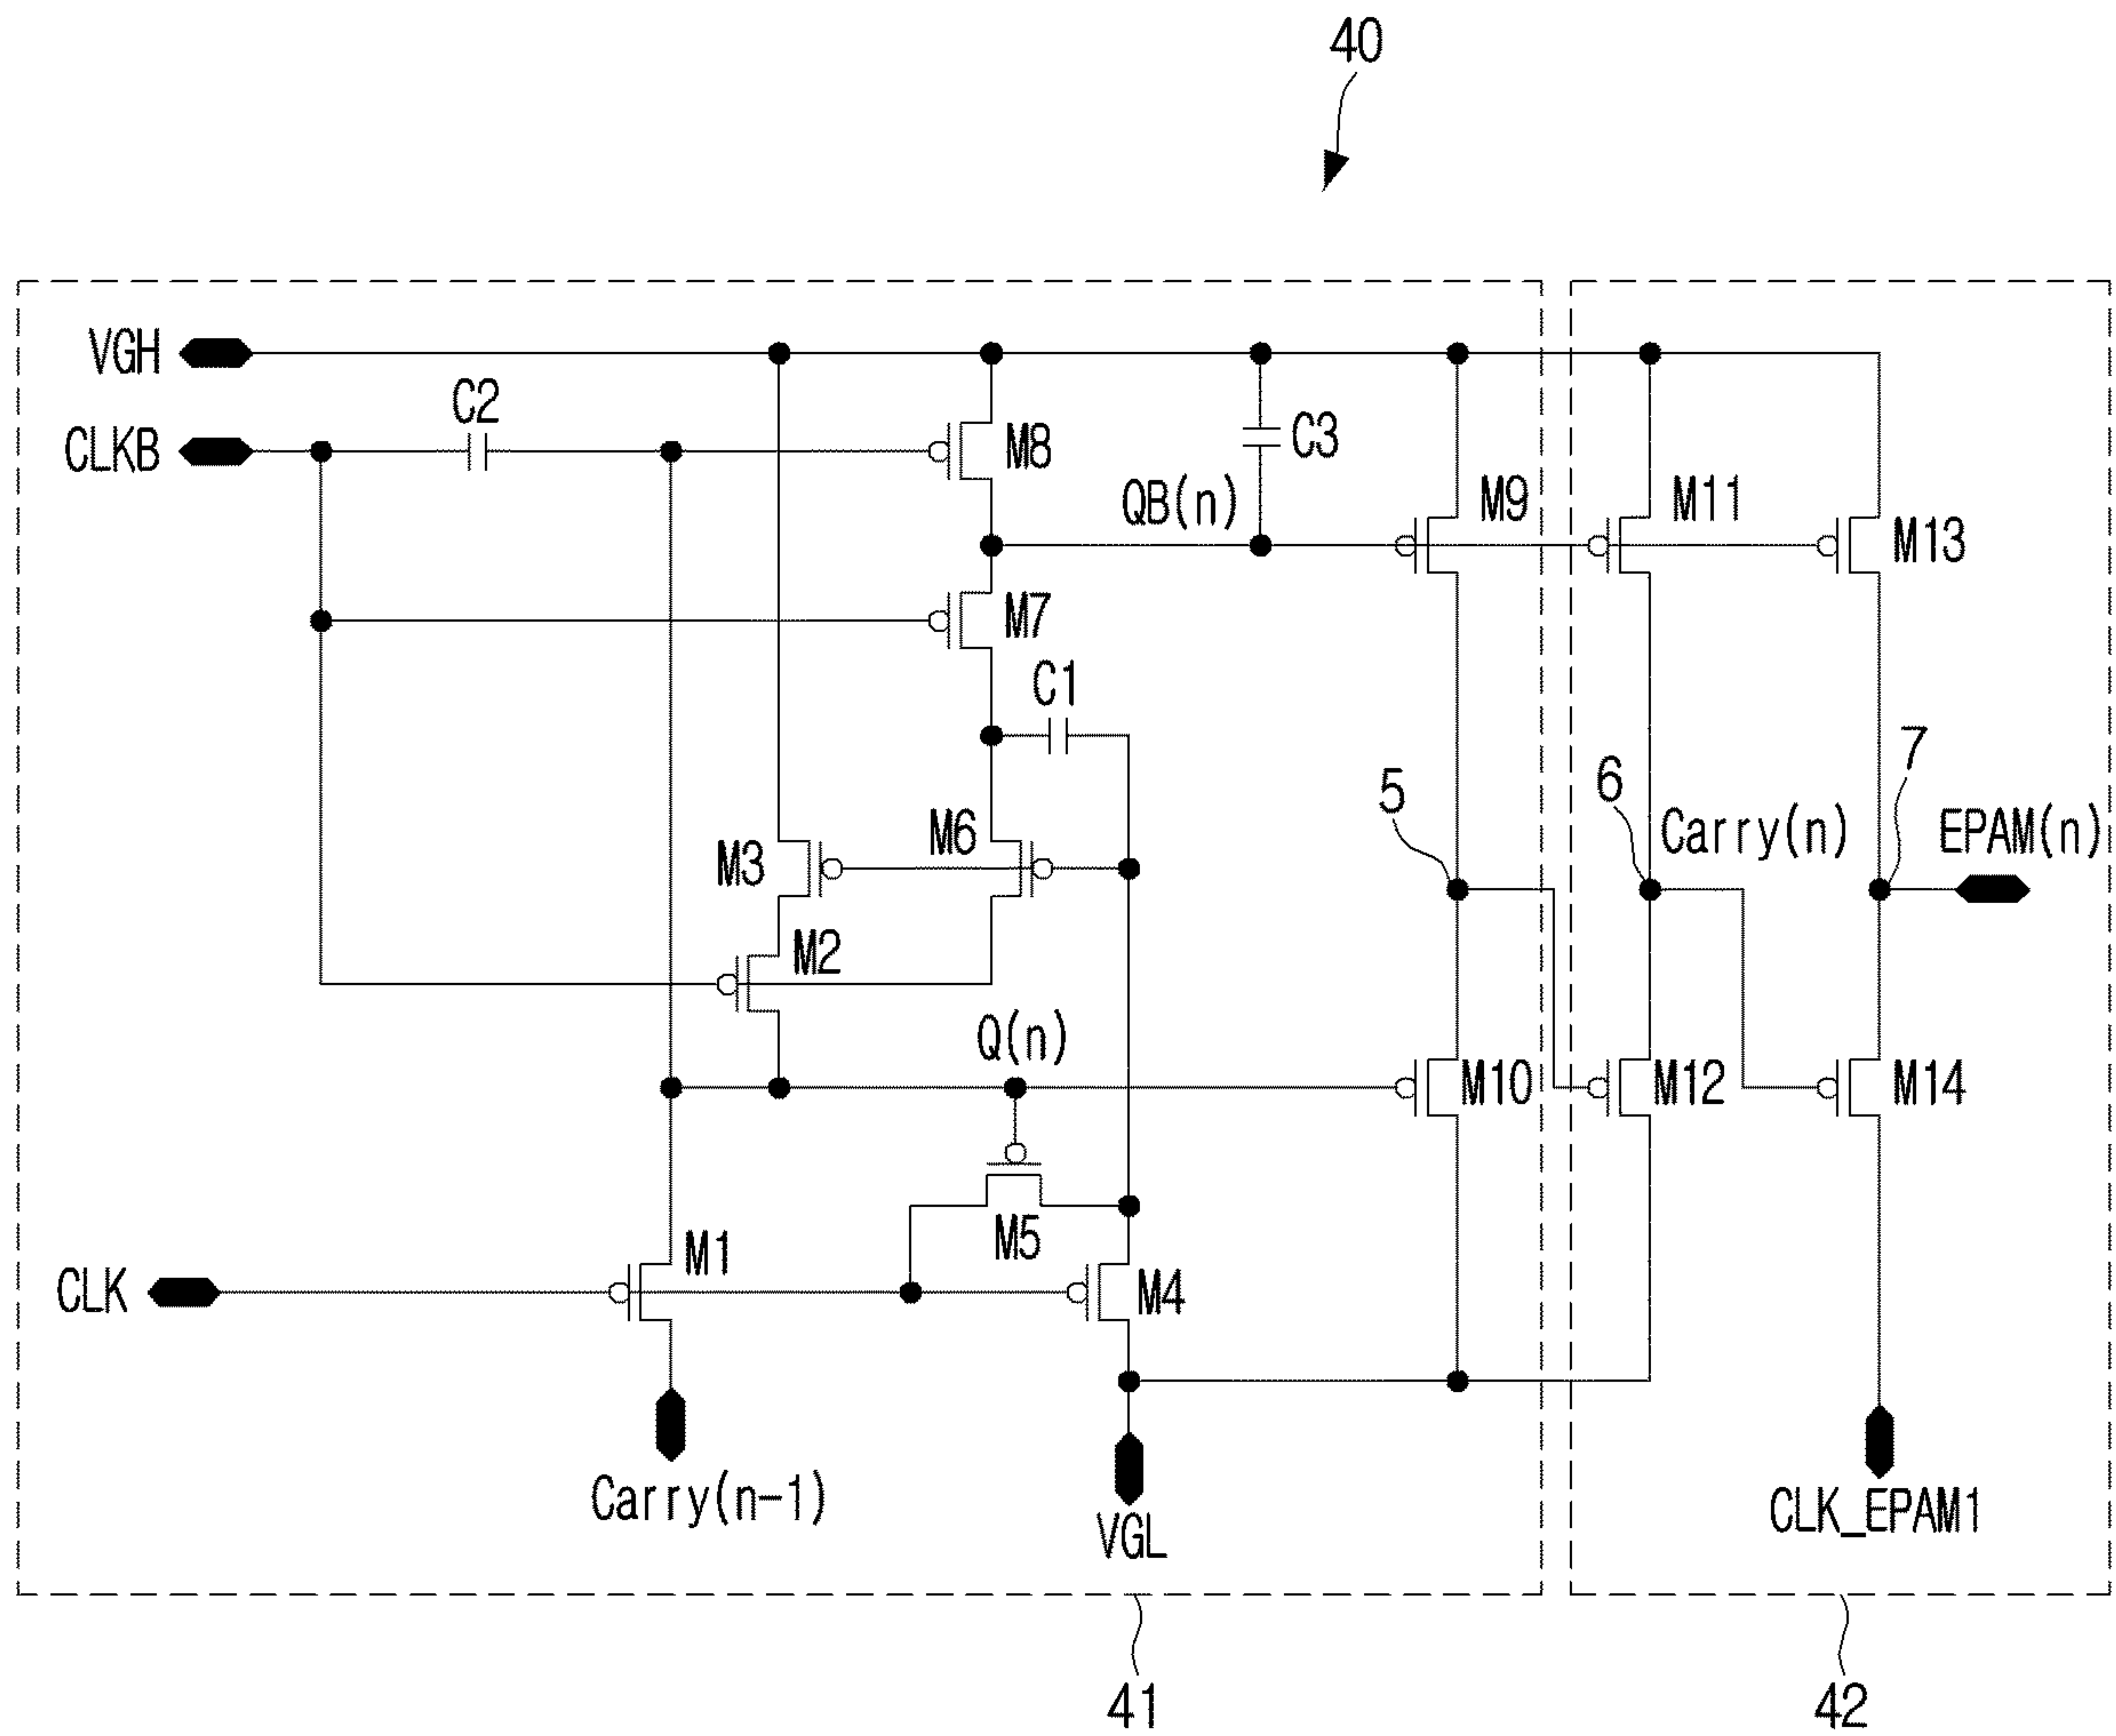 40
VGH
C2
CLKB
M8
C3
QB(n)
M9
M11
M13
M7
C1
5
6
7
Carry(n)
EPAM(n)
M3
M6
M2
Q(n)
M10
M12
M14
M5
M1
CLK
M4
Carry(n-1)
VGL
CLK_EPAM1
41
42